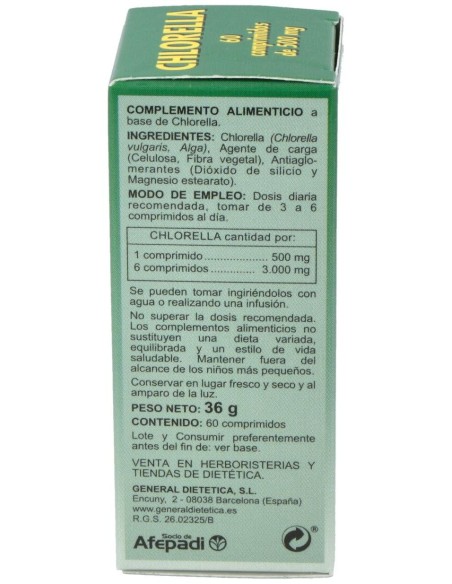 CHLORELLA
60
comprimidos
de 500 mg
COMPLEMENTO ALIMENTICIO a
base de Chlorella.
INGREDIENTES: Chlorella (Chlorella
vulgaris, Alga), Agente de carga
(Celulosa, Fibra vegetal), Antiaglo-
merantes (Dióxido de silicio y
Magnesio estearato).
MODO DE EMPLEO: Dosis diaria
recomendada, tomar de 3 a 6
comprimidos al día.
CHLORELLA cantidad por:
1 comprimido..................... 500 mg
6 comprimidos .............. 3.000 mg
Se pueden tomar ingiriéndolos con
agua o realizando una infusión.
No superar la dosis recomendada.
Los complementos alimenticios no
sustituyen una dieta variada,
equilibrada y un estilo de vida
saludable. Mantener fuera del
alcance de los niños más pequeños.
Conservar en lugar fresco y seco y al
amparo de la luz.
PESO NETO: 36 g
CONTENIDO: 60 comprimidos
Lote y Consumir preferentemente
antes del fin de: ver base.
VENTA EN HERBORISTERIAS Y
TIENDAS DE DIETÉTICA.
GENERAL DIETETICA, S.L.
Encuny, 2 - 08038 Barcelona (España)
www.generaldietetica.es
R.G.S. 26.02325/B
Socio de
Afepadi
®